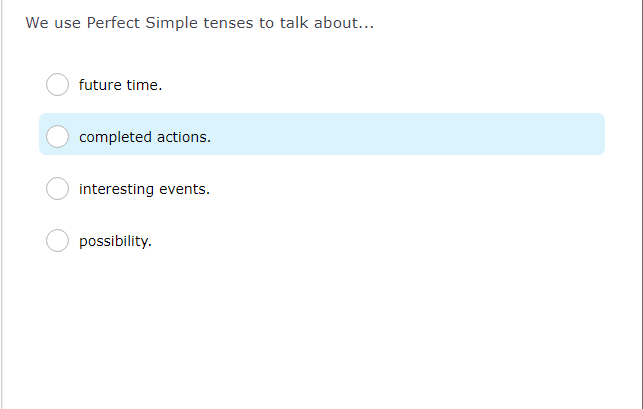 We use Perfect Simple tenses to talk about...
future time.
completed actions.
interesting events.
possibility.